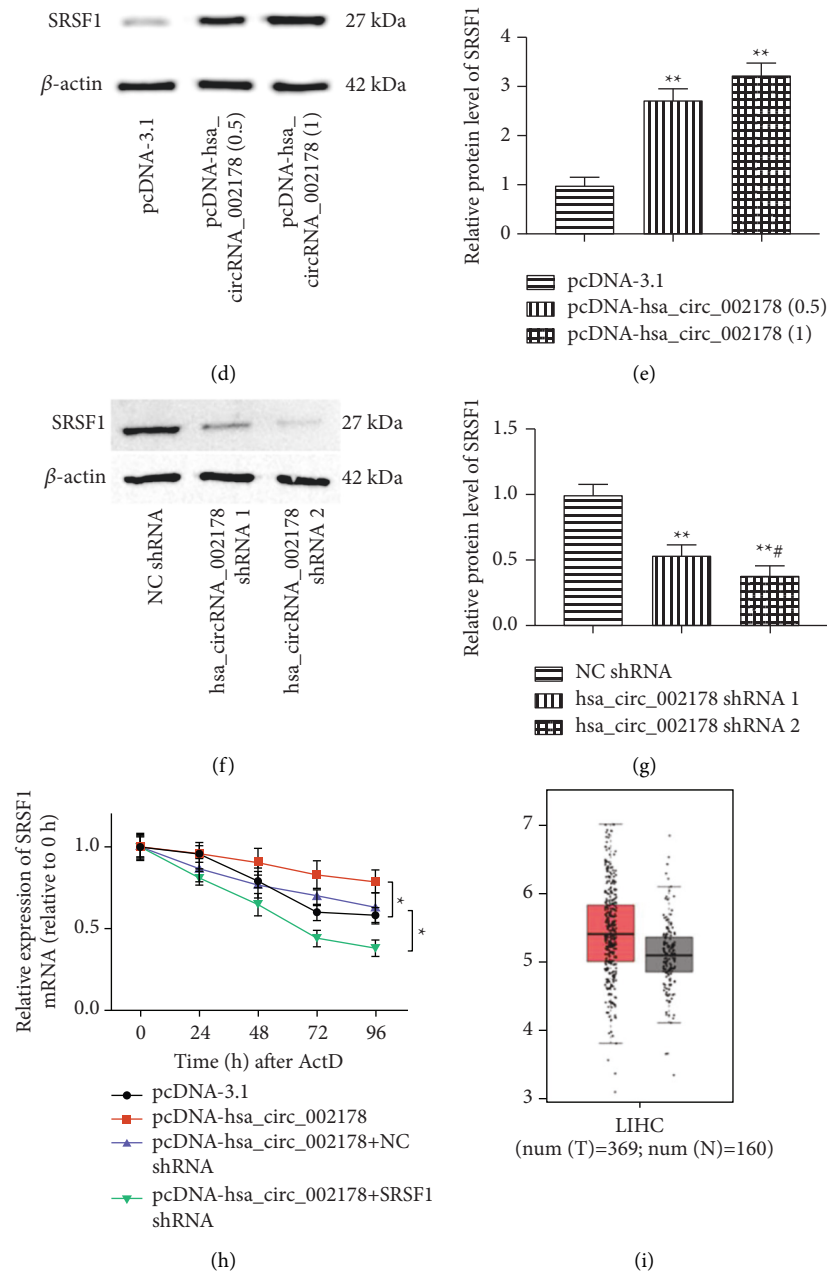 SRSF1
27 kDa
β-actin
42 kDa
pcDNA-3.1
pcDNA-hsa_
circRNA_002178 (0.5)
pcDNA-hsa_
circRNA_002178 (1)
(d)
Relative protein level of SRSF1
4
3
2
1
0
**
**
pcDNA-3.1
pcDNA-hsa_circ_002178 (0.5)
pcDNA-hsa_circ_002178 (1)
(e)
SRSF1
27 kDa
β-actin
42 kDa
NC shRNA
hsa_circRNA_002178
shRNA 1
hsa_circRNA_002178
shRNA 2
(f)
Relative protein level of SRSF1
1.5
1.0
0.5
0.0
**
**#
NC shRNA
hsa_circ_002178 shRNA 1
hsa_circ_002178 shRNA 2
(g)
Relative expression of SRSF1
mRNA (relative to 0 h)
1.0
0.5
0.0
*
*
0 24 48 72 96
Time (h) after ActD
pcDNA-3.1
pcDNA-hsa_circ_002178
pcDNA-hsa_circ_002178+NC
shRNA
pcDNA-hsa_circ_002178+SRSF1
shRNA
(h)
7
6
5
4
3
LIHC
(num (T)=369; num (N)=160)
(i)